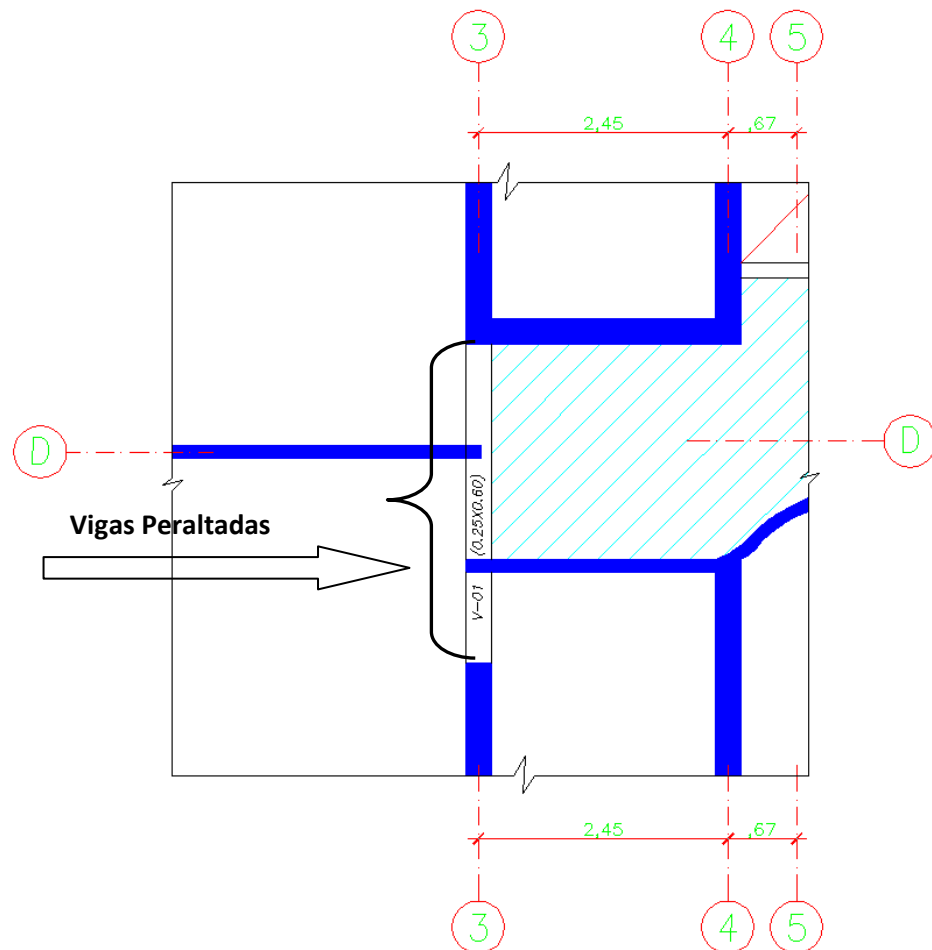 3 4 5
2,45 ,67
D D
(0.25X0.60)
Vigas Peraltadas
V-01
2,45 ,67
3 4 5